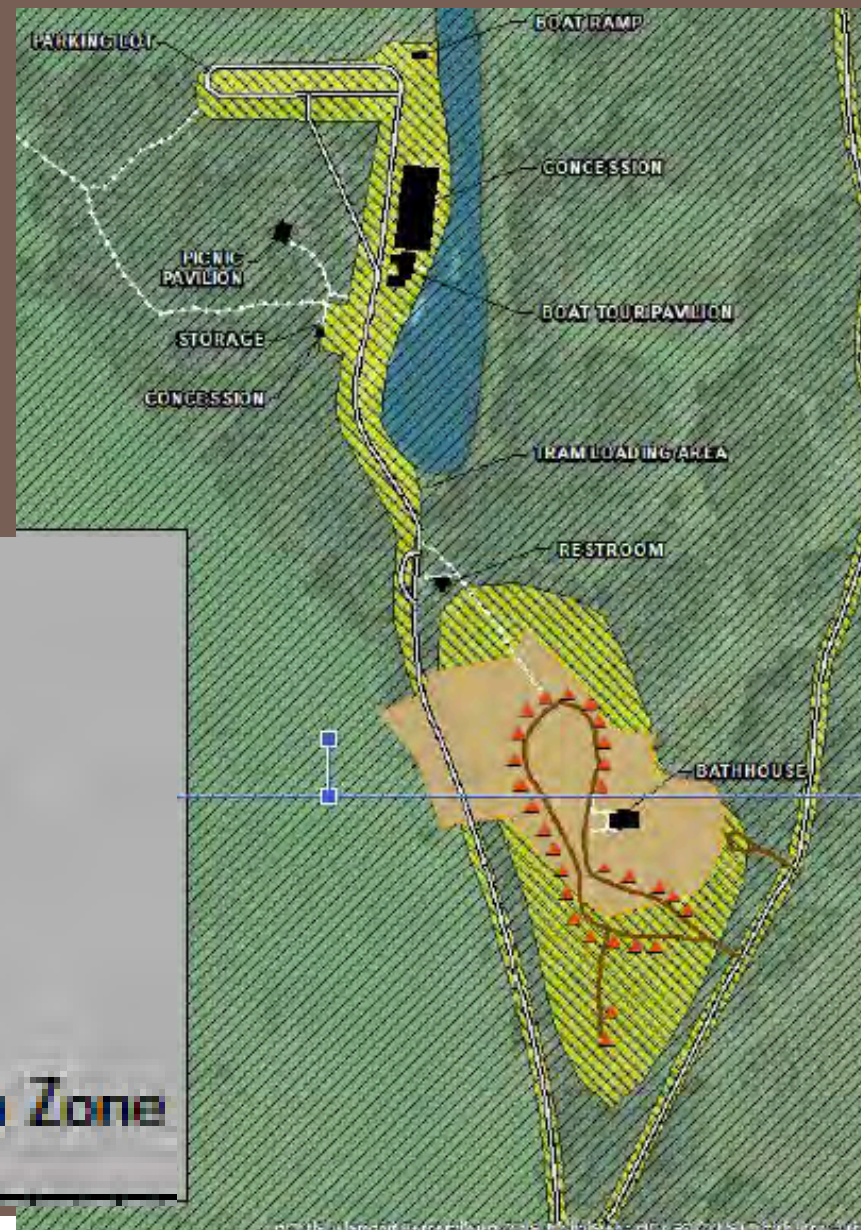 BOAT RAMP
PARKING LOT
CONCESSION
PICNIC
PAVILION
BOAT TOUR PAVILION
STORAGE
CONCESSION
TRAM LOADING AREA
RESTROOM
BATHHOUSE
Zone